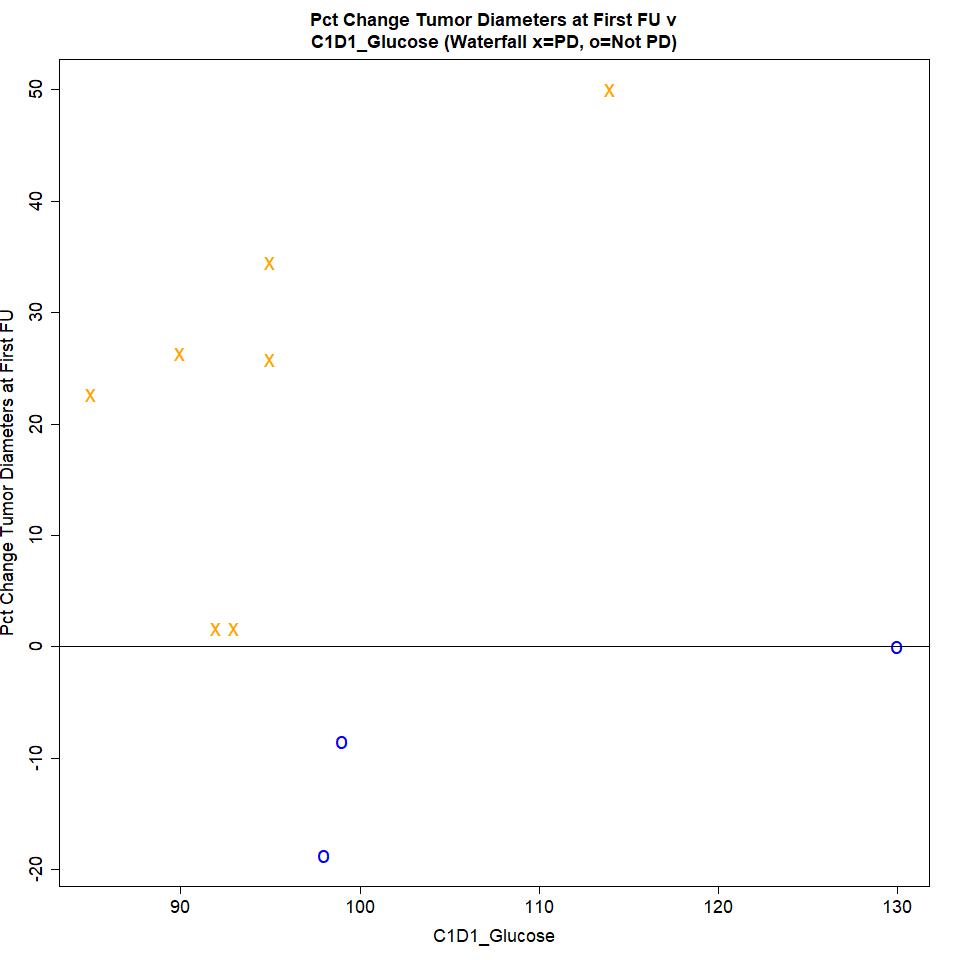 Pct Change Tumor Diameters at First FU v
C1D1_Glucose (Waterfall x=PD, o=Not PD)
Pct Change Tumor Diameters at First FU
50
40
30
20
10
0
-10
-20
X
X
X
X
X
X X
O
O
O
90 100 110 120 130
C1D1_Glucose